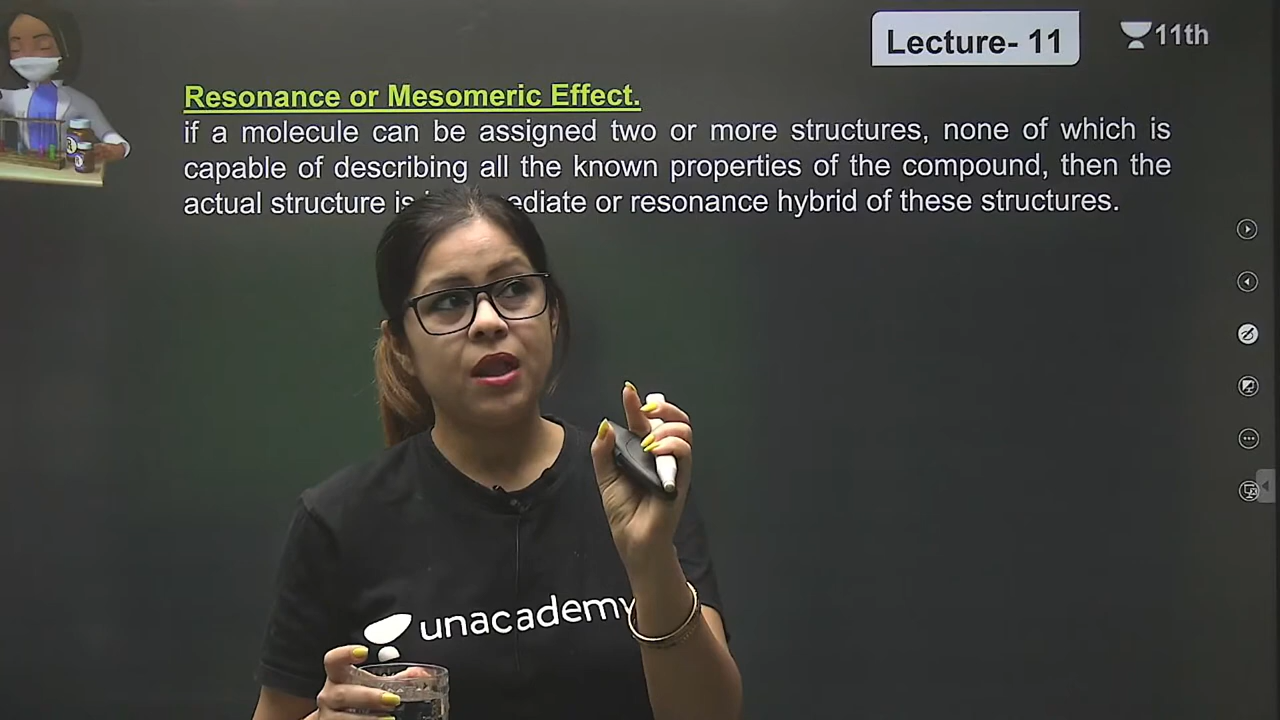 Lecture- 11
11th
Resonance or Mesomeric Effect.
if a molecule can be assigned two or more structures, none of which is
capable of describing all the known properties of the compound, then the
actual structure is ediate or resonance hybrid of these structures.
unacademy